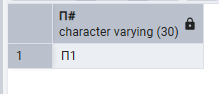 П#
character varying (30)
1 П1